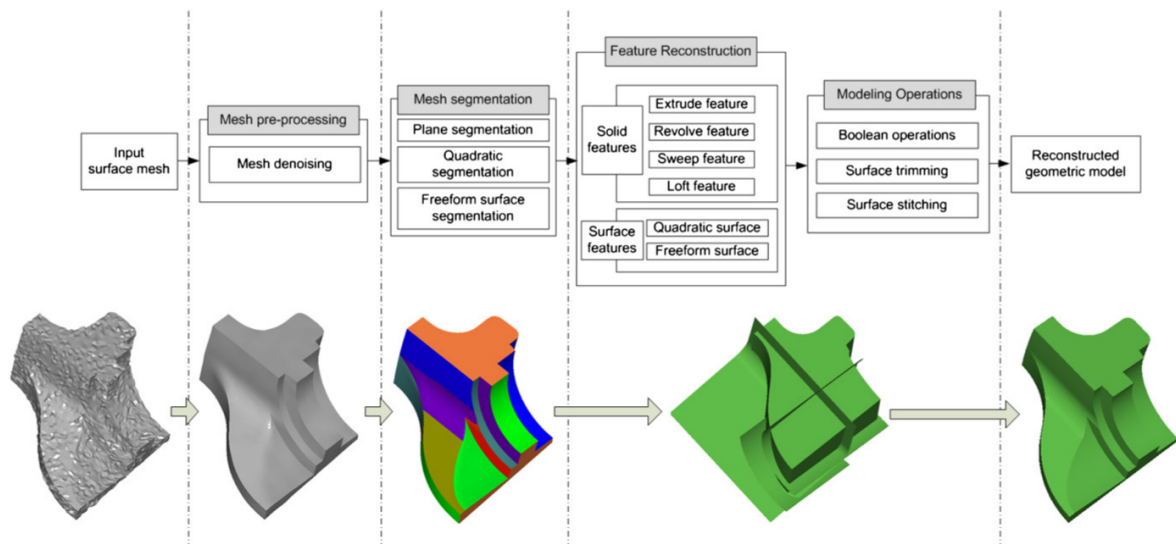 Input
surface mesh
Mesh pre-processing
Mesh denoising
Mesh segmentation
Plane segmentation
Quadratic
segmentation
Freeform surface
segmentation
Feature Reconstruction
Solid
features
Extrude feature
Revolve feature
Sweep feature
Loft feature
Surface
features
Quadratic surface
Freeform surface
Modeling Operations
Boolean operations
Surface trimming
Surface stitching
Reconstructed
geometric model